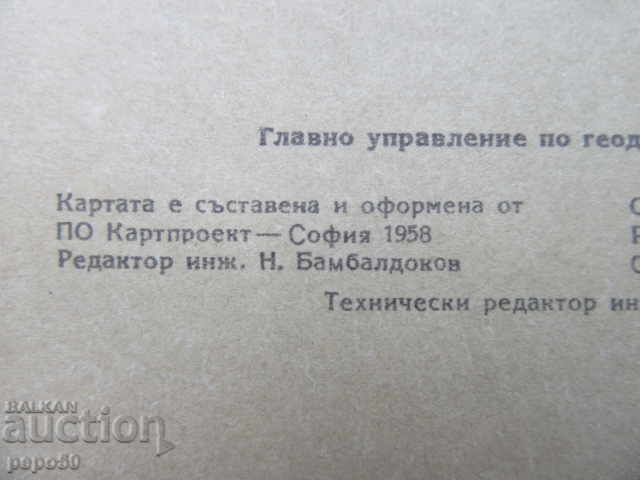 Главно управление по геод
Картата е съставена и оформена от
ПО Картпроект — София 1958
Редактор инж. Н. Бамбалдоков
Технически редактор ин
BALKAN
auction
papo50